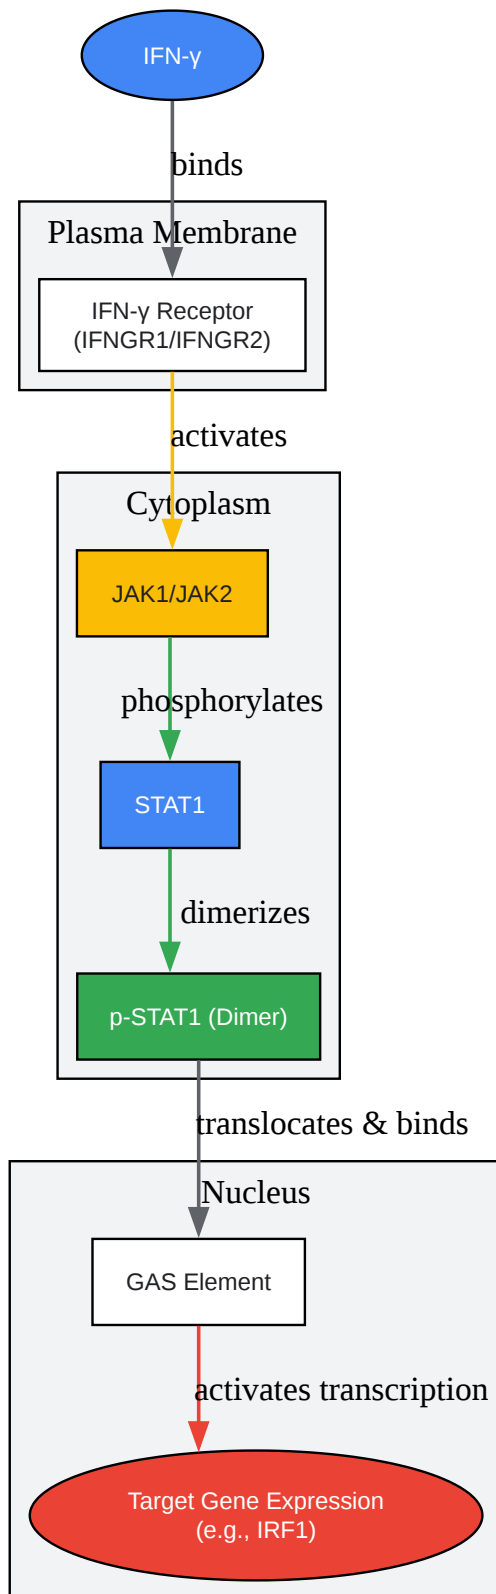 IFN-γ
binds
Plasma Membrane
IFN-γ Receptor
(IFNGR1/IFNGR2)
activates
Cytoplasm
JAK1/JAK2
phosphorylates
STAT1
dimerizes
p-STAT1 (Dimer)
translocates & binds
Nucleus
GAS Element
activates transcription
Target Gene Expression
(e.g., IRF1)